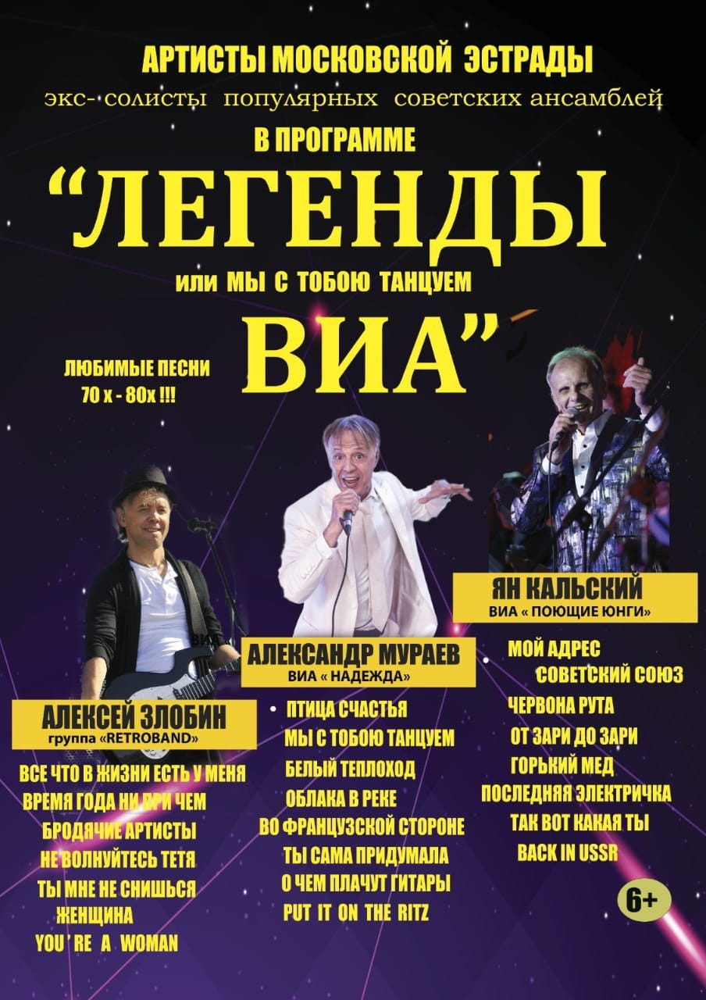 АРТИСТЫ МОСКОВСКОЙ ЭСТРАДЫ
экс- солисты популярных советских ансамблей
В ПРОГРАММЕ
“ЛЕГЕНДЫ
или МЫ С ТОБОЮ ТАНЦУЕМ
ВИА”
ЛЮБИМЫЕ ПЕСНИ
70 х - 80х !!!
ЯН КАЛЬСКИЙ
ВИА « ПОЮЩИЕ ЮНГИ»
МОЙ АДРЕС
СОВЕТСКИЙ СОЮЗ
ЧЕРВОНА РУТА
ОТ ЗАРИ ДО ЗАРИ
ГОРЬКИЙ МЕД
ПОСЛЕДНЯЯ ЭЛЕКТРИЧКА
ТАК ВОТ КАКАЯ ТЫ
BACK IN USSR
ВИА «
АЛЕКСАНДР МУРАЕВ
ВИА « НАДЕЖДА»
• ПТИЦА СЧАСТЬЯ
МЫ С ТОБОЮ ТАНЦУЕМ
БЕЛЫЙ ТЕПЛОХОД
ОБЛАКА В РЕКЕ
ВО ФРАНЦУЗСКОЙ СТОРОНЕ
ТЫ САМА ПРИДУМАЛА
О ЧЕМ ПЛАЧУТ ГИТАРЫ
PUT IT ON THE RITZ
АЛЕКСЕЙ ЗЛОБИН
группа «RETROBAND»
ВСЕ ЧТО В ЖИЗНИ ЕСТЬ У МЕНЯ
ВРЕМЯ ГОДА НИ ПРИ ЧЕМ
БРОДЯЧИЕ АРТИСТЫ
НЕ ВОЛНУЙТЕСЬ ТЕТЯ
ТЫ МНЕ НЕ СНИШЬСЯ
ЖЕНЩИНА
YOU ' RE A WOMAN
6+